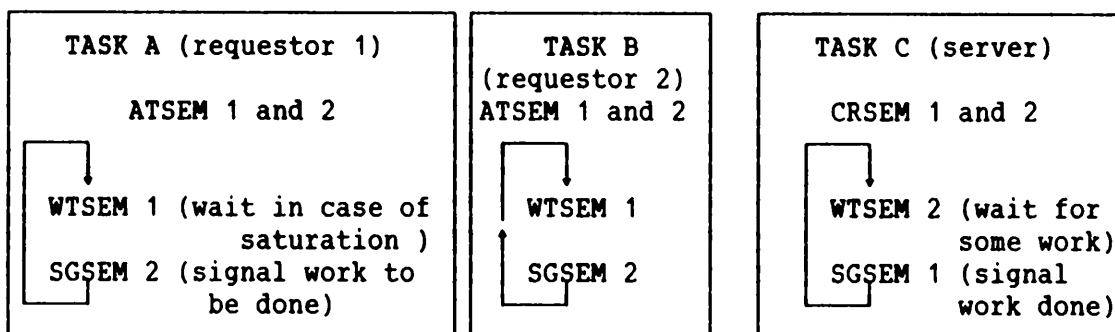 TASK A (requestor 1)
ATSEM 1 and 2
WTSEM 1 (wait in case of
saturation )
SGSEM 2 (signal work to
be done)
TASK B
(requestor 2)
ATSEM 1 and 2
WTSEM 1
SGSEM 2
TASK C (server)
CRSEM 1 and 2
WTSEM 2 (wait for
some work)
SGSEM 1 (signal
work done)